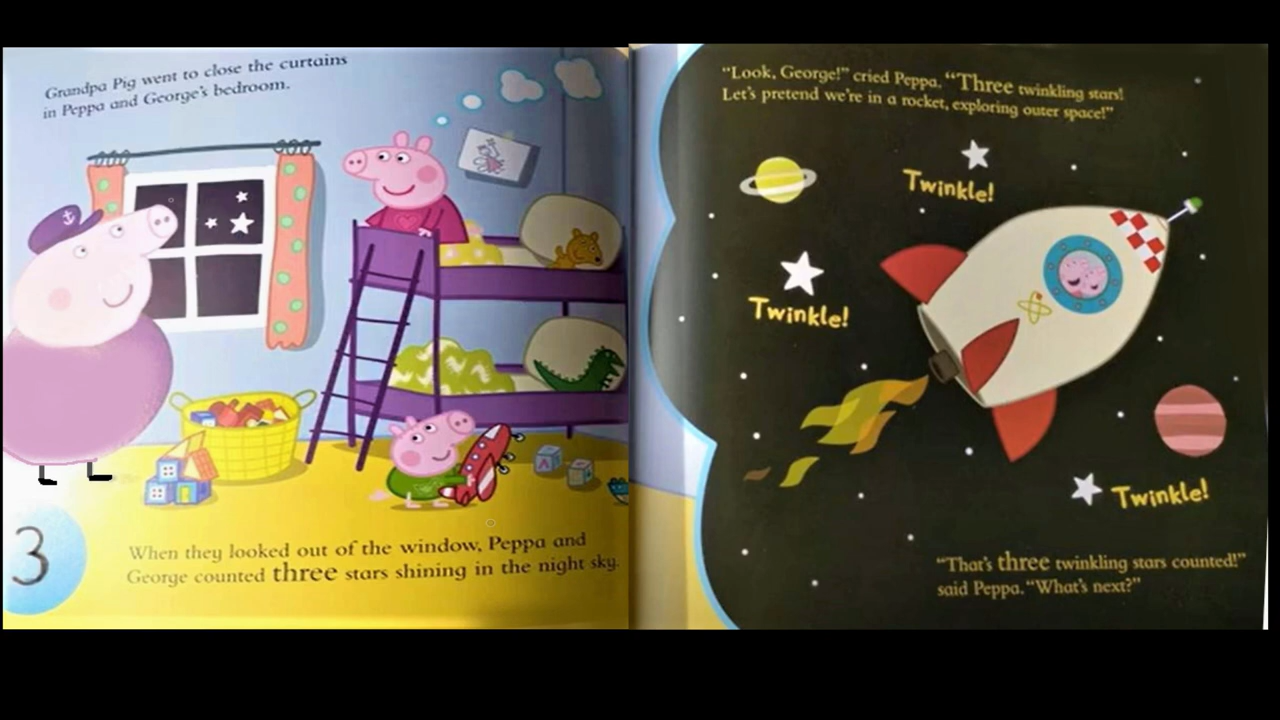 Grandpa Pig went to close the curtains
in Peppa and George's bedroom.
3
When they looked out of the window, Peppa and
George counted three stars shining in the night sky.
"Look, George!" cried Peppa. "Three twinkling stars!
Let's pretend we're in a rocket, exploring outer space!"
Twinkle!
Twinkle!
Twinkle!
"That's three twinkling stars counted!"
said Peppa. "What's next?"